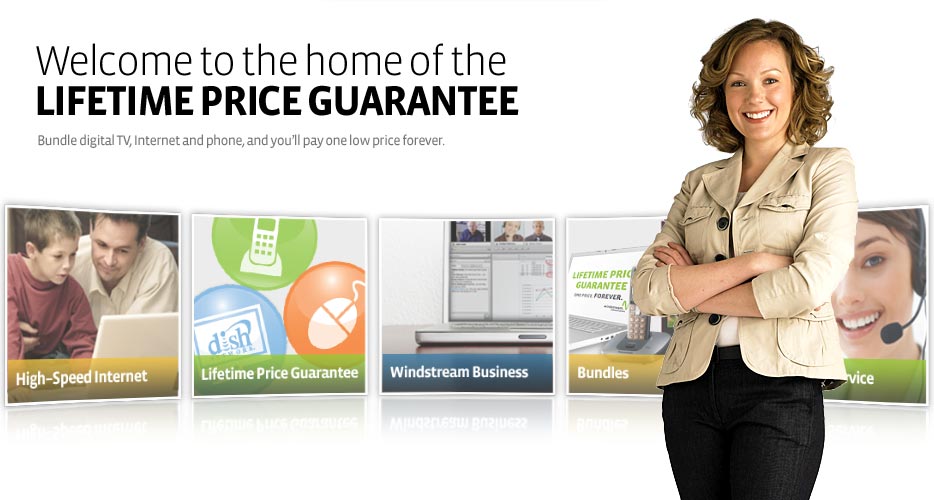 Welcome to the home of the
LIFETIME PRICE GUARANTEE
Bundle digital TV, Internet and phone, and you'll pay one low price forever.
dish
LIFETIME PRIC
GUARANTEE
ONE PRICE FOREVER.
High-Speed Internet
Lifetime Price Guarantee
Windstream Business
Bundles
rvice